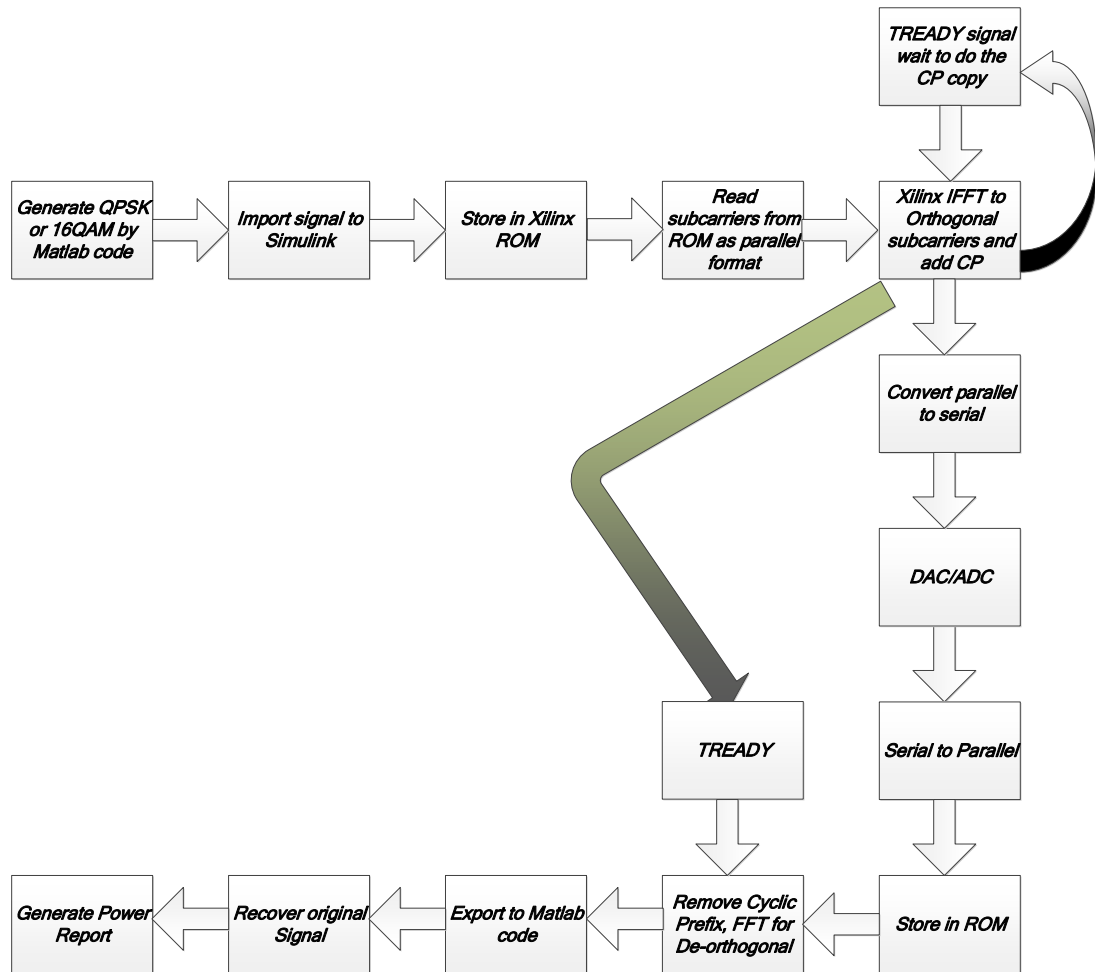 TREADY signal
wait to do the
CP copy
Generate QPSK
or 16QAM by
Matlab code
Import signal to
Simulink
Store in Xilinx
ROM
Read
subcarriers from
ROM as parallel
format
Xilinx IFFT to
Orthogonal
subcarriers and
add CP
Convert parallel
to serial
DAC/ADC
TREADY
Serial to Parallel
Generate Power
Report
Recover original
Signal
Export to Matlab
code
Remove Cyclic
Prefix, FFT for
De-orthogonal
Store in ROM